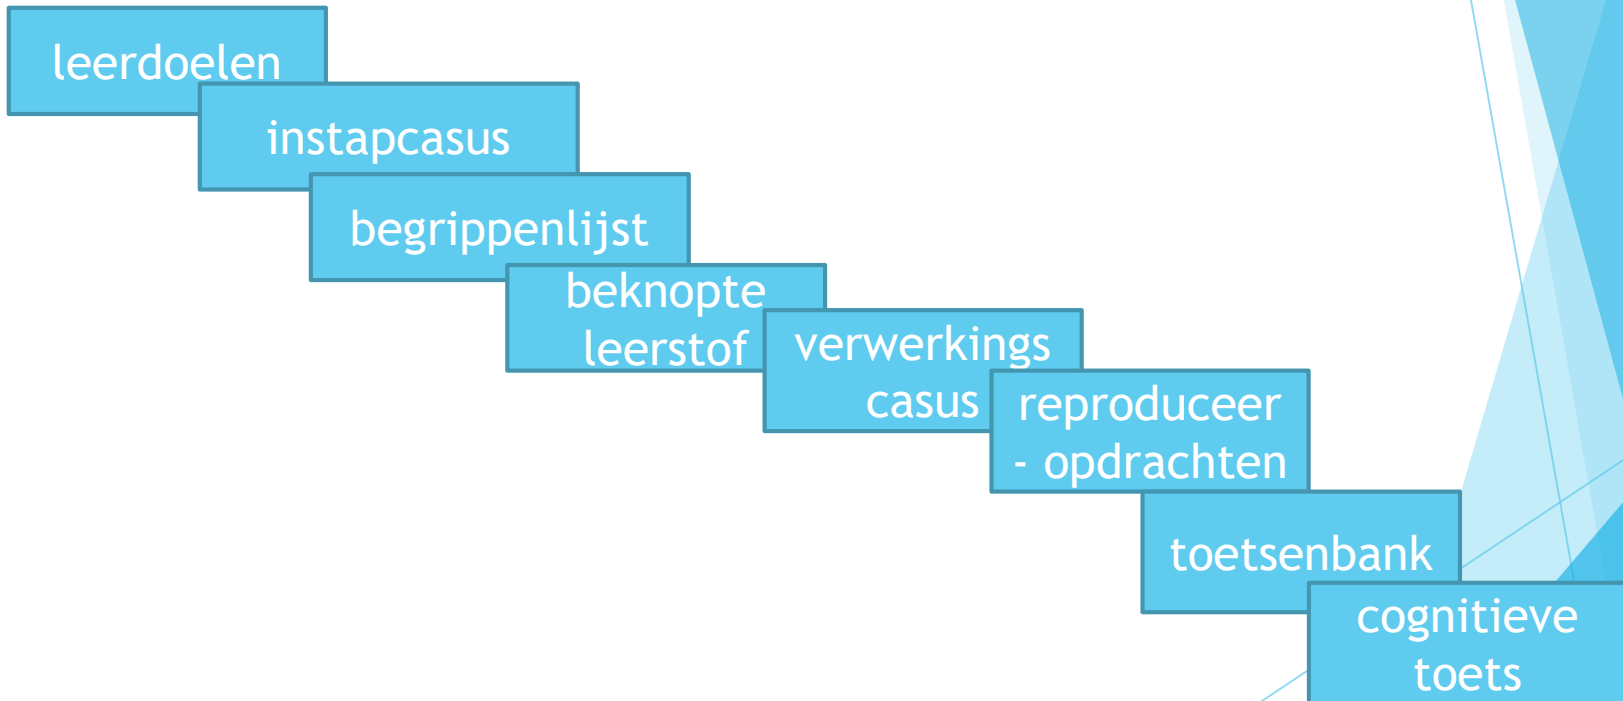 leerdoelen
instapcasus
begrippenlijst
beknopte
leerstof
verwerkings
casus
reproduceer
- opdrachten
toetsenbank
cognitieve
toets